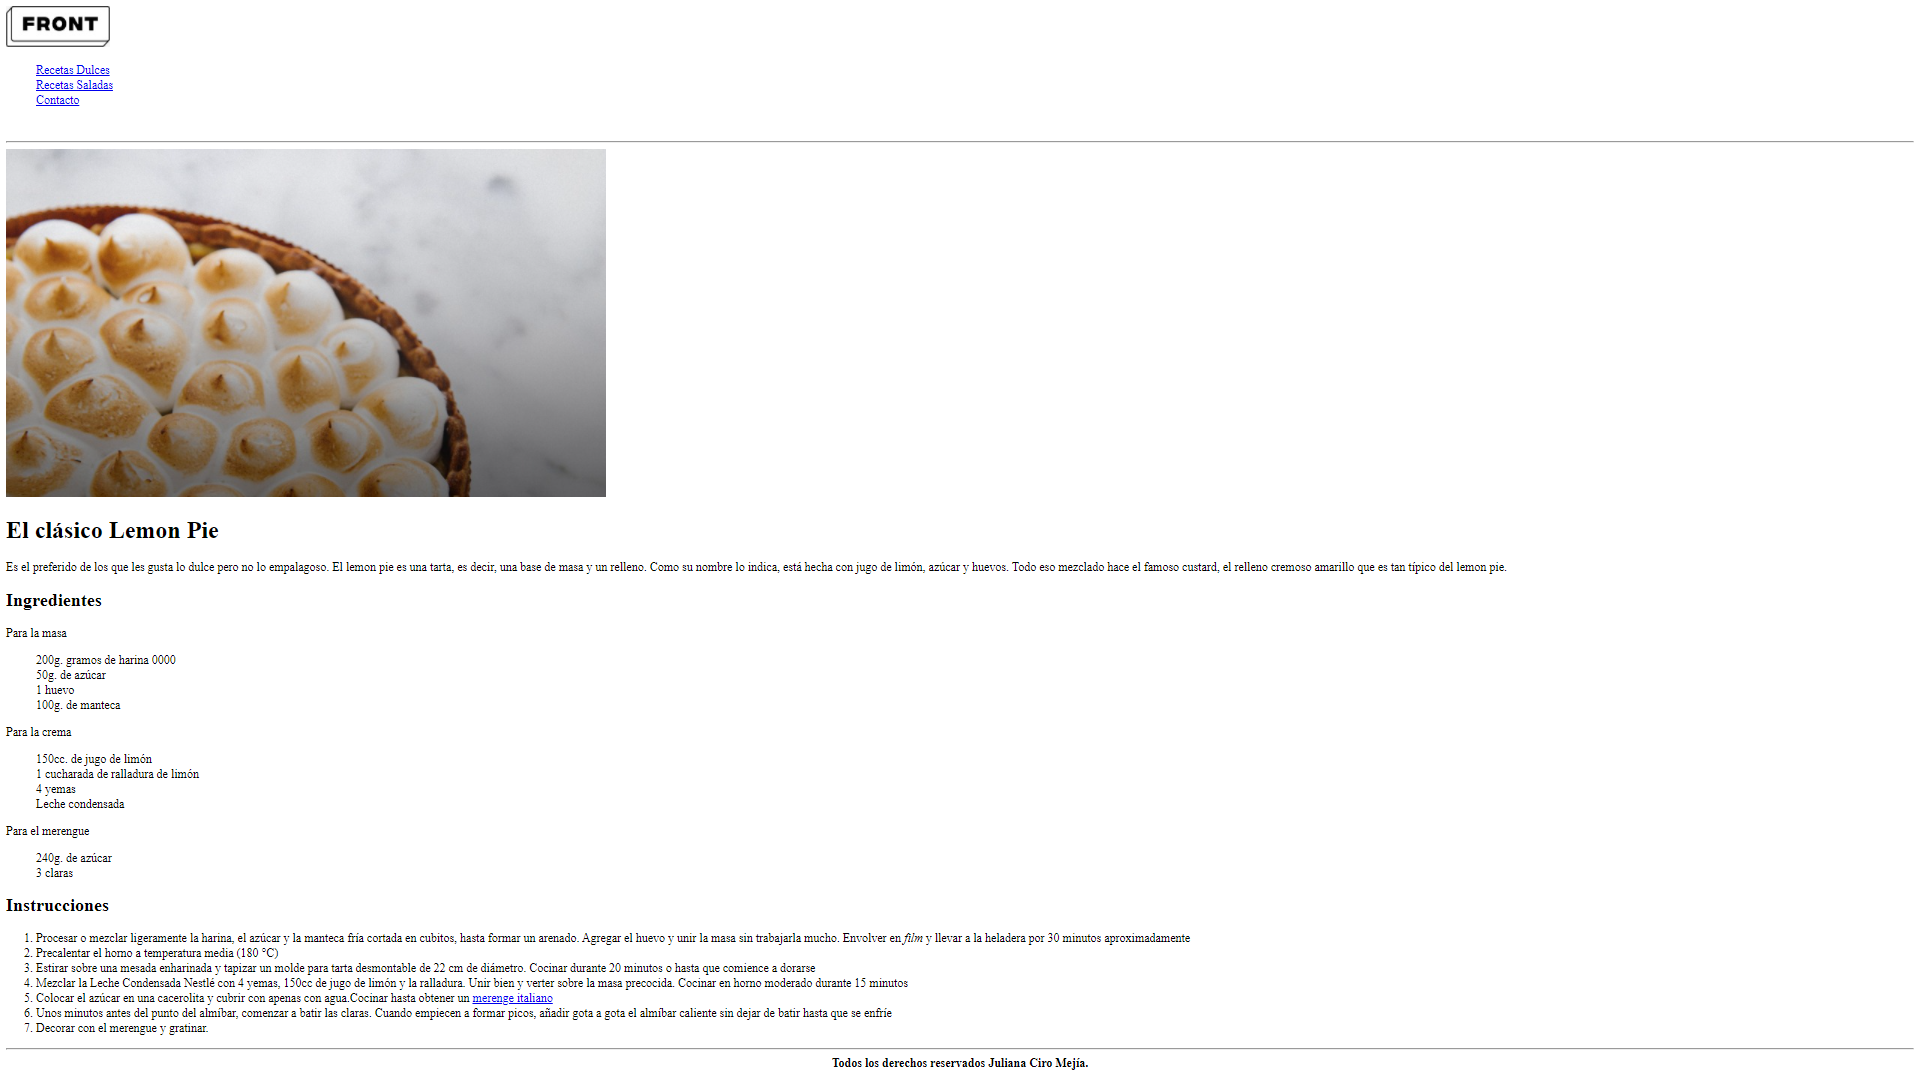 FRONT
Recetas Dulces
Recetas Saladas
Contacto
El clásico Lemon Pie
Es el preferido de los que les gusta lo dulce pero no lo empalagoso. El lemon pie es una tarta, es decir, una base de masa y un relleno. Como su nombre lo indica, está hecha con jugo de limón, azúcar y huevos. Todo eso mezclado hace el famoso custard, el relleno cremoso amarillo que es tan típico del lemon pie.
Ingredientes
Para la masa
200g. gramos de harina 0000
50g. de azúcar
1 huevo
100g. de manteca
Para la crema
150cc. de jugo de limón
1 cucharada de ralladura de limón
4 yemas
Leche condensada
Para el merengue
240g. de azúcar
3 claras
Instrucciones
1. Procesar o mezclar ligeramente la harina, el azúcar y la manteca fría cortada en cubitos, hasta formar un arenado. Agregar el huevo y unir la masa sin trabajarla mucho. Envolver en film y llevar a la heladera por 30 minutos aproximadamente
2. Precalentar el horno a temperatura media (180 °C)
3. Estirar sobre una mesada enharinada y tapizar un molde para tarta desmontable de 22 cm de diámetro. Cocinar durante 20 minutos o hasta que comience a dorarse
4. Mezclar la Leche Condensada Nestlé con 4 yemas, 150cc de jugo de limón y la ralladura. Unir bien y verter sobre la masa precocida. Cocinar en horno moderado durante 15 minutos
5. Colocar el azúcar en una cacerolita y cubrir con apenas con agua.Cocinar hasta obtener un merenge italiano
6. Unos minutos antes del punto del almíbar, comenzar a batir las claras. Cuando empiecen a formar picos, añadir gota a gota el almíbar caliente sin dejar de batir hasta que se enfríe
7. Decorar con el merengue y gratinar.
Todos los derechos reservados Juliana Ciro Mejía.